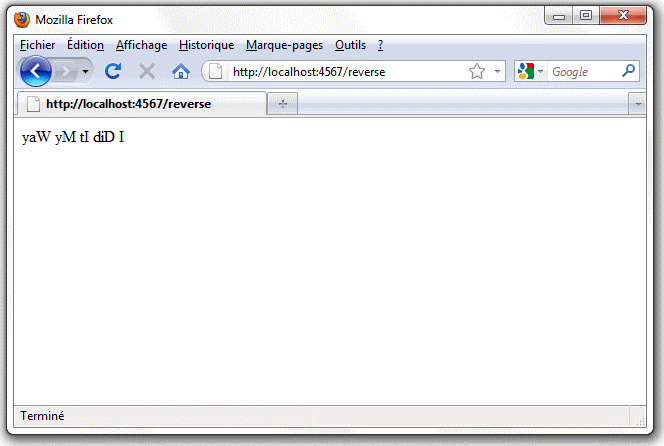 Mozilla Firefox
Fichier Édition Affichage Historique Marque-pages Outils ?
http://localhost:4567/reverse Google
http://localhost:4567/reverse
yaW yM tI diD I
Terminé